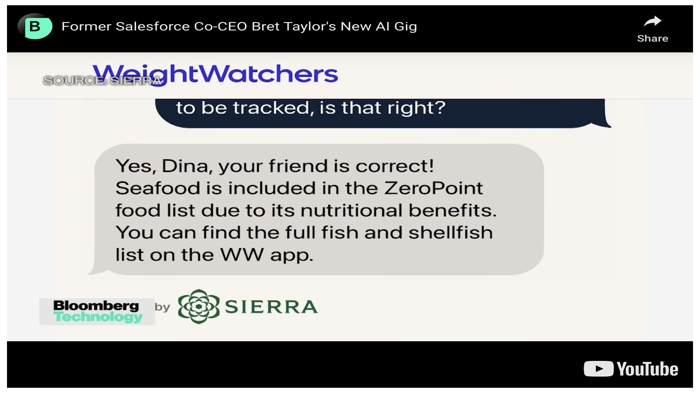 B
Former Salesforce Co-CEO Bret Taylor's New AI Gig
Share
WeightWatchers
SOURCE: SIERRA
to be tracked, is that right?
Yes, Dina, your friend is correct!
Seafood is included in the ZeroPoint
food list due to its nutritional benefits.
You can find the full fish and shellfish
list on the WW app.
Bloomberg
Technology
by
SIERRA
YouTube